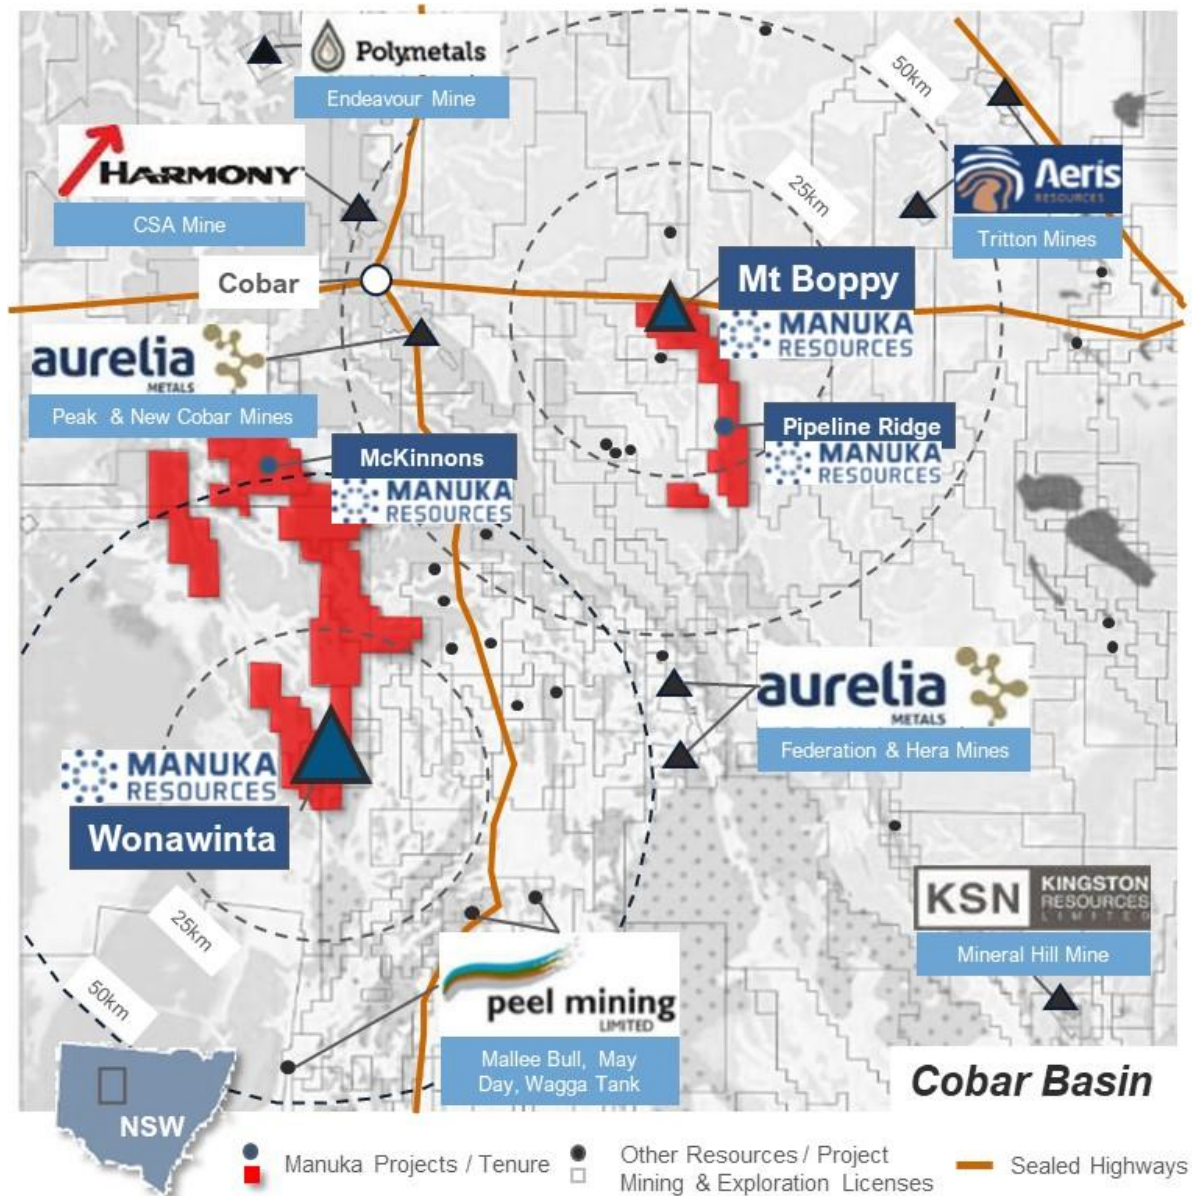 Polymetals
Endeavour Mine
50km
HARMONY
CSA Mine
25km
Aeris
RESOURCES
Tritton Mines
Cobar
Mt Boppy
MANUKA
RESOURCES
aurelia
METALS
Peak & New Cobar Mines
McKinnons
MANUKA
RESOURCES
Pipeline Ridge
MANUKA
RESOURCES
aurelia
METALS
Federation & Hera Mines
MANUKA
RESOURCES
Wonawinta
25km
50km
KSN
KINGSTON
RESOURCES
LIMITED
Mineral Hill Mine
peel mining
LIMITED
Mallee Bull, May
Day, Wagga Tank
Cobar Basin
NSW
Manuka Projects / Tenure
Other Resources / Project
Mining & Exploration Licenses
Sealed Highways